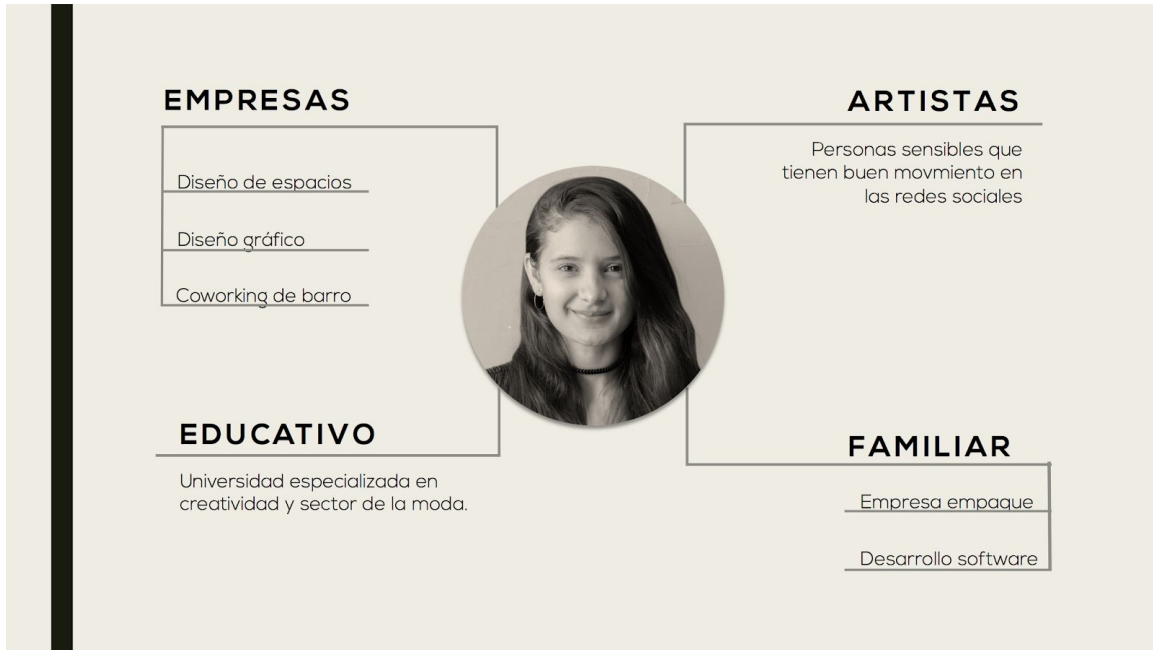 EMPRESAS
Diseño de espacios
Diseño gráfico
Coworking de barro
ARTISTAS
Personas sensibles que
tienen buen movmiento en
las redes sociales
EDUCATIVO
Universidad especializada en
creatividad y sector de la moda.
FAMILIAR
Empresa empaque
Desarrollo software